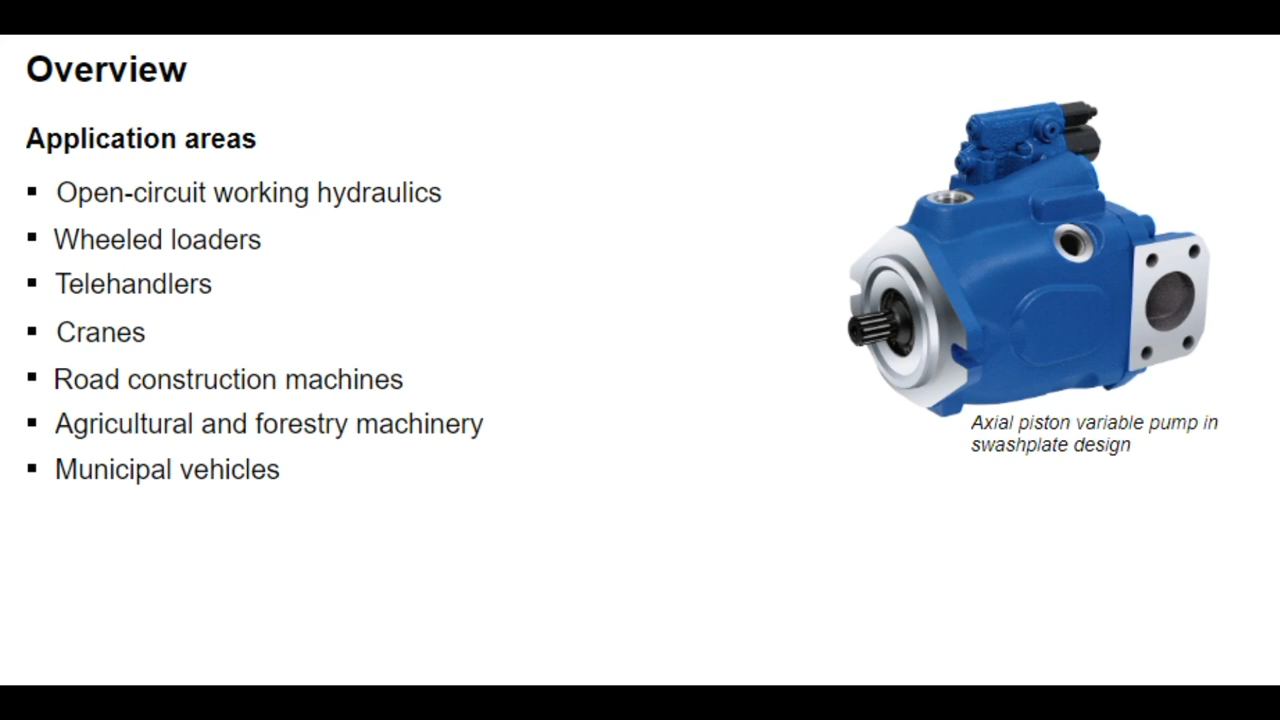 Overview
Application areas
▪ Open-circuit working hydraulics
▪ Wheeled loaders
▪ Telehandlers
▪ Cranes
▪ Road construction machines
▪ Agricultural and forestry machinery
▪ Municipal vehicles
Axial piston variable pump in
swashplate design